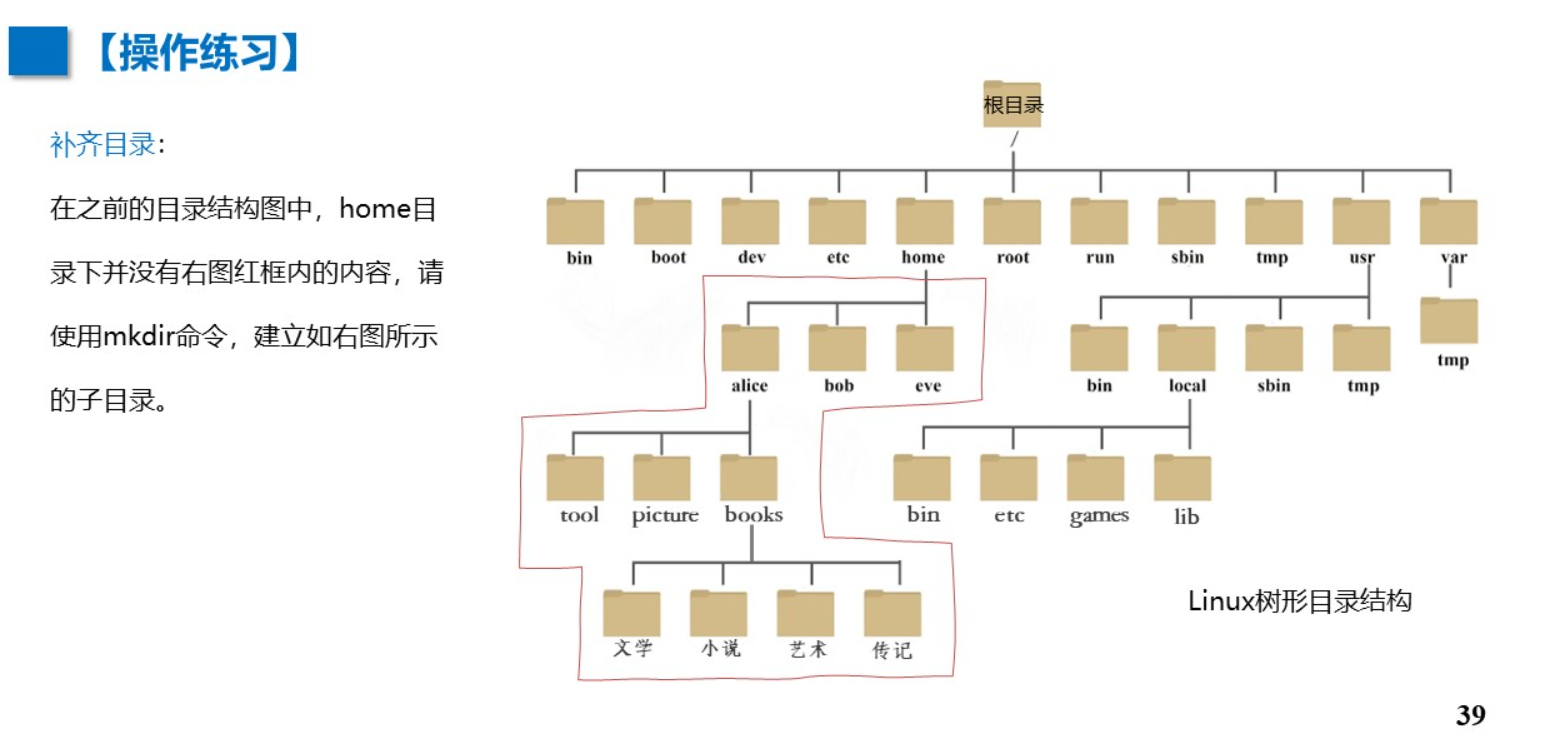 【操作练习】
补齐目录：
在之前的目录结构图中，home目
录下并没有右图红框内的内容，请
使用mkdir命令，建立如右图所示
的子目录。
根目录
/
bin boot dev etc home root run sbin tmp usr var
alice bob eve bin local sbin tmp tmp
tool picture books bin etc games lib
文学 小说 艺术 传记
Linux树形目录结构
39